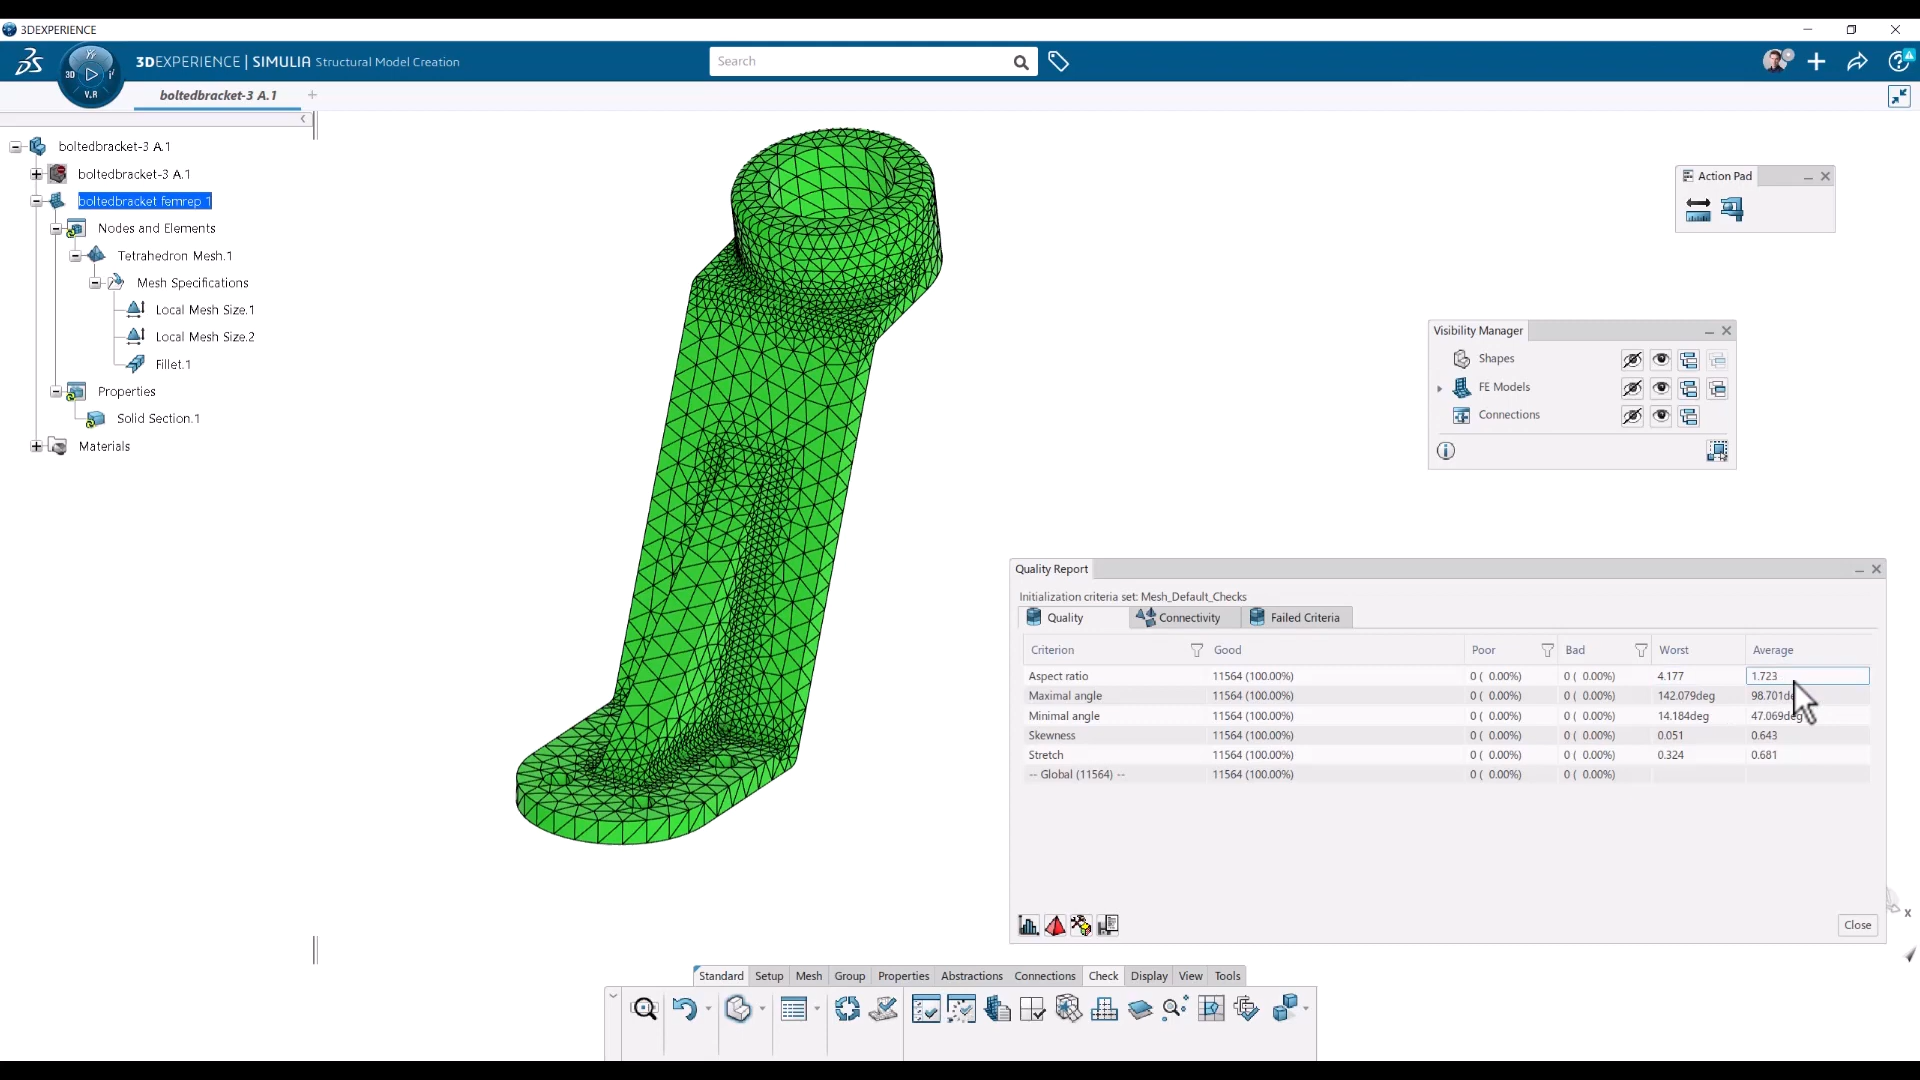 3DEXPERIENCE
3DEXPERIENCE | SIMULIA Structural Model Creation
Search
3D
V.R
boltedbracket-3 A.1
boltedbracket-3 A.1
boltedbracket-3 A.1
boltedbracket femrep 1
Nodes and Elements
Tetrahedron Mesh.1
Mesh Specifications
Local Mesh Size.1
Local Mesh Size.2
Fillet.1
Properties
Solid Section.1
Materials
Action Pad
Visibility Manager
Shapes
FE Models
Connections
Quality Report
Initialization criteria set: Mesh_Default_Checks
Quality Connectivity Failed Criteria
Criterion Good Poor Bad Worst Average
Aspect ratio 11564 (100.00%) 0 ( 0.00%) 0 ( 0.00%) 4.177 1.723
Maximal angle 11564 (100.00%) 0 ( 0.00%) 0 ( 0.00%) 142.079deg 98.701de
Minimal angle 11564 (100.00%) 0 ( 0.00%) 0 ( 0.00%) 14.184deg 47.069deg
Skewness 11564 (100.00%) 0 ( 0.00%) 0 ( 0.00%) 0.051 0.643
Stretch 11564 (100.00%) 0 ( 0.00%) 0 ( 0.00%) 0.324 0.681
-- Global (11564) -- 11564 (100.00%) 0 ( 0.00%) 0 ( 0.00%)
x
Close
Standard Setup Mesh Group Properties Abstractions Connections Check Display View Tools